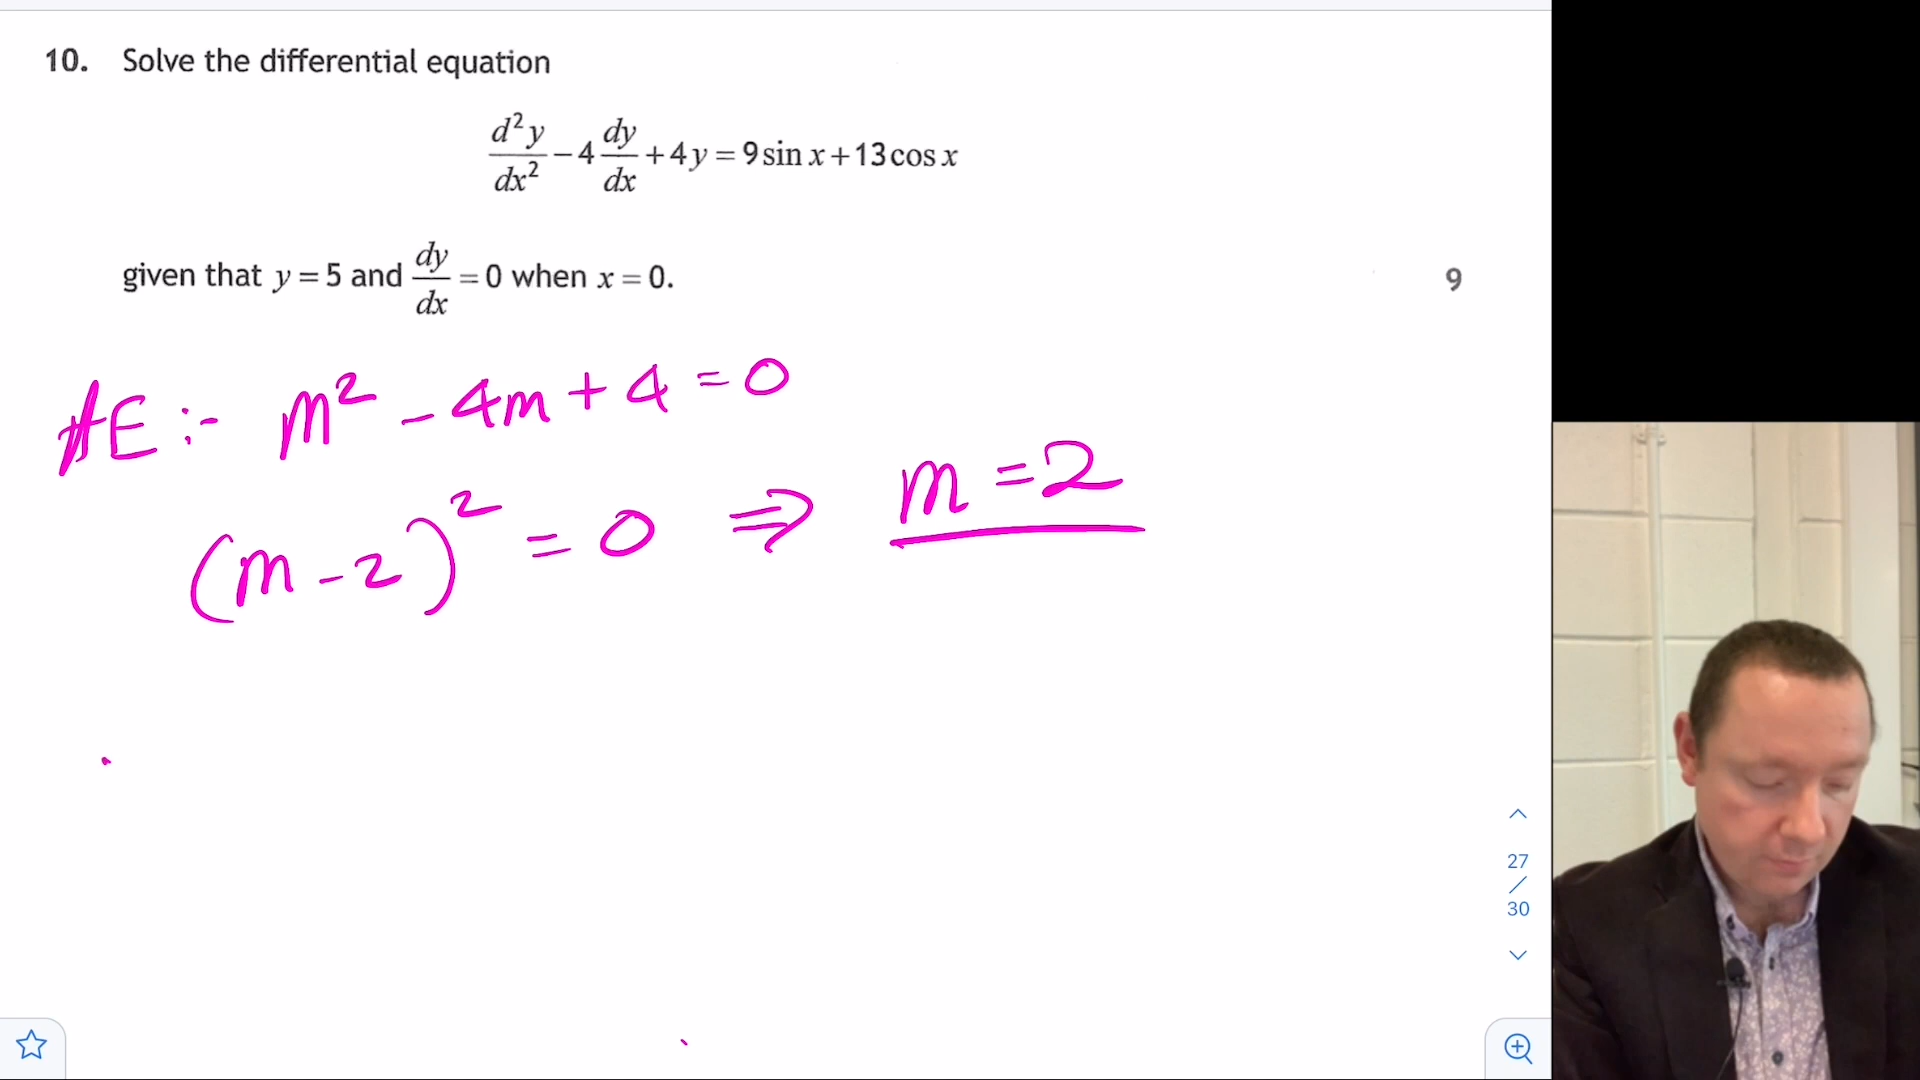 10. Solve the differential equation
d²y/dx² − 4 dy/dx + 4y = 9 sin x + 13 cos x
given that y = 5 and dy/dx = 0 when x = 0. 9
AE :- m² - 4m + 4 = 0
(m - 2)² = 0 ⇒ m = 2
27
/
30